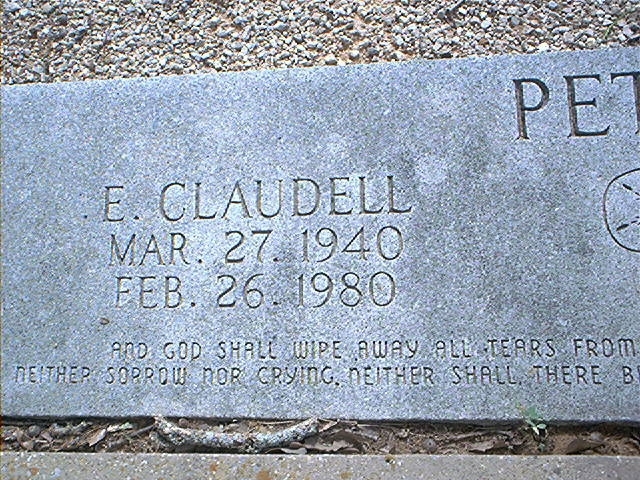 PET
E. CLAUDELL
MAR. 27. 1940
FEB. 26. 1980
AND GOD SHALL WIPE AWAY ALL TEARS FROM
NEITHER SORROW NOR CRYING, NEITHER SHALL THERE B